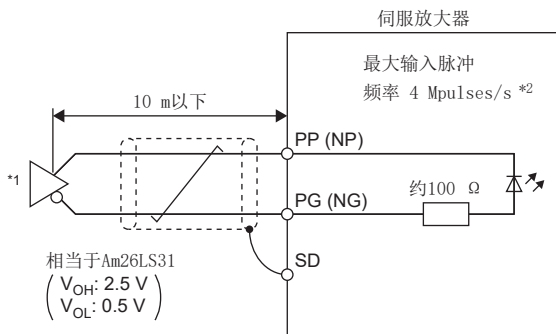 伺服放大器
最大输入脉冲
频率 4 Mpulses/s *2
10 m以下
PP (NP)
*1
约100 Ω
PG (NG)
SD
相当于Am26LS31
VOH: 2.5 V
VOL: 0.5 V